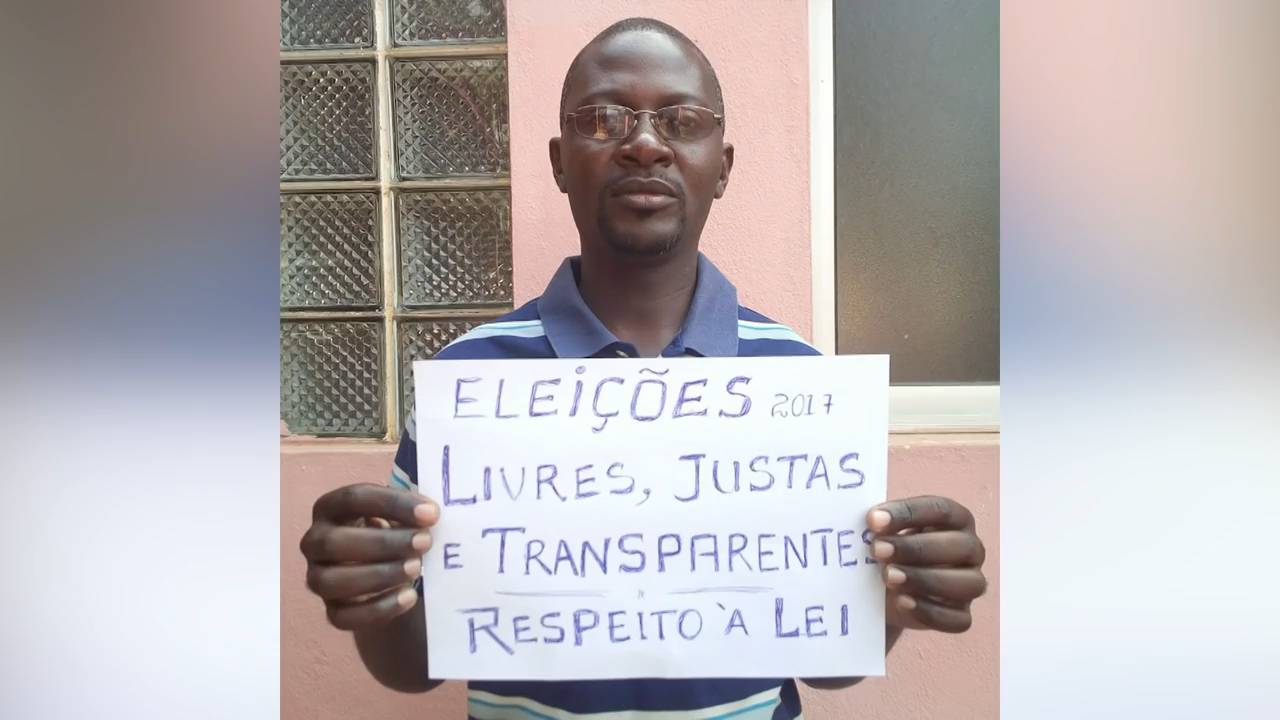 ELEIÇÕES 2017
LIVRES, JUSTAS
E TRANSPARENTES
RESPEITO À LEI